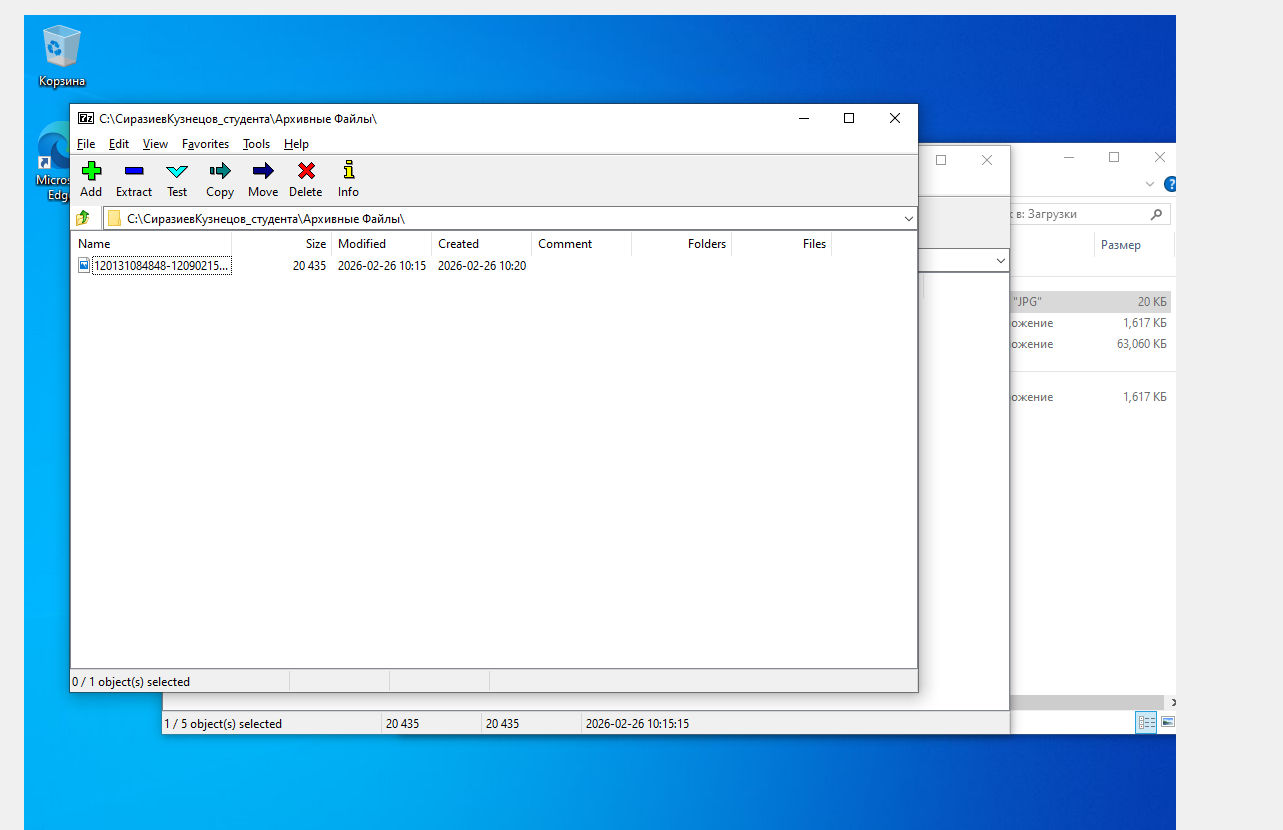 Корзина
Edg
C:\СиразиевКузнецов_студента\Архивные Файлы\
File Edit View Favorites Tools Help
Add Extract Test Copy Move Delete Info
C:\СиразиевКузнецов_студента\Архивные Файлы\
Name Size Modified Created Comment Folders Files
120131084848-12090215... 20 435 2026-02-26 10:15 2026-02-26 10:20
0 / 1 object(s) selected
в: Загрузки
Размер
"JPG" 20 КБ
ожение 1,617 КБ
ожение 63,060 КБ
ожение 1,617 КБ
1 / 5 object(s) selected 20 435 20 435 2026-02-26 10:15:15